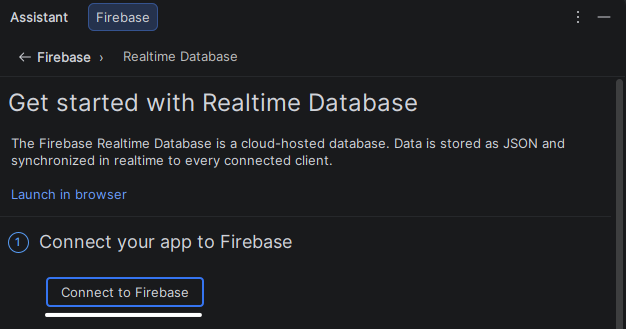 Assistant Firebase
← Firebase › Realtime Database
Get started with Realtime Database
The Firebase Realtime Database is a cloud-hosted database. Data is stored as JSON and
synchronized in realtime to every connected client.
Launch in browser
1 Connect your app to Firebase
Connect to Firebase